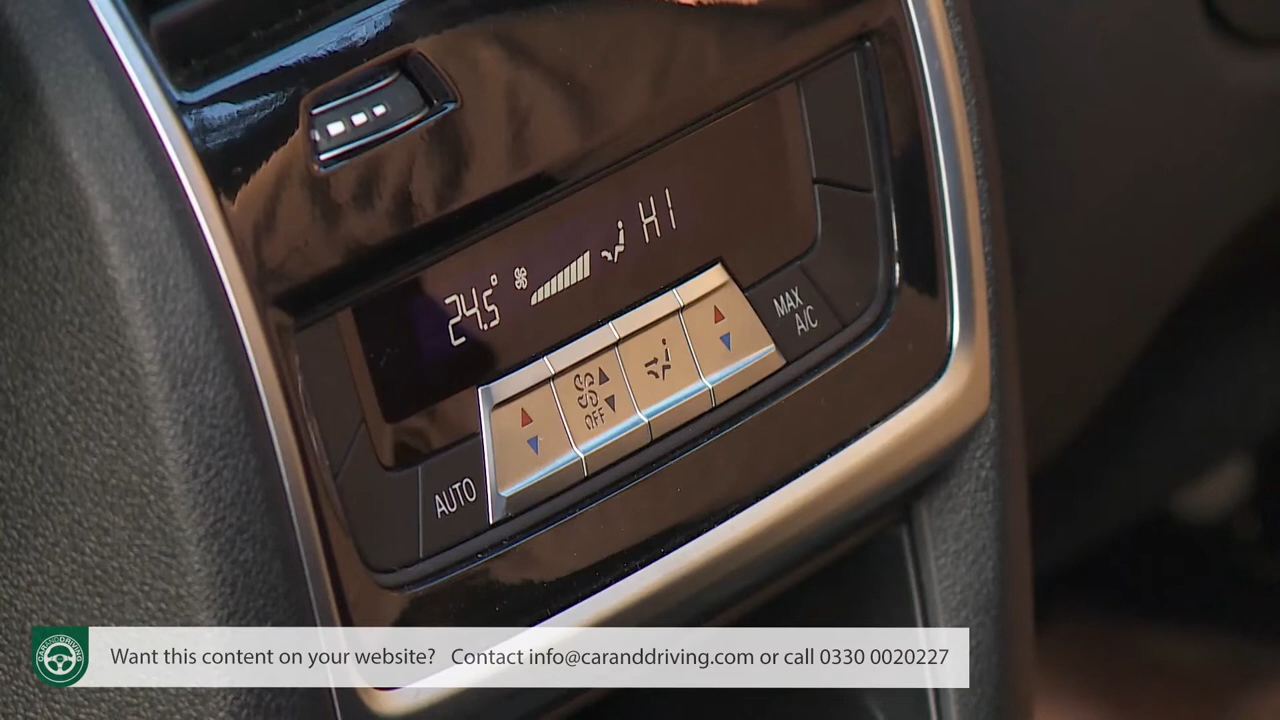 24.5°
HI
MAX
A/C
OFF
AUTO
CARANDDRIVING
Want this content on your website? Contact info@caranddriving.com or call 0330 0020227